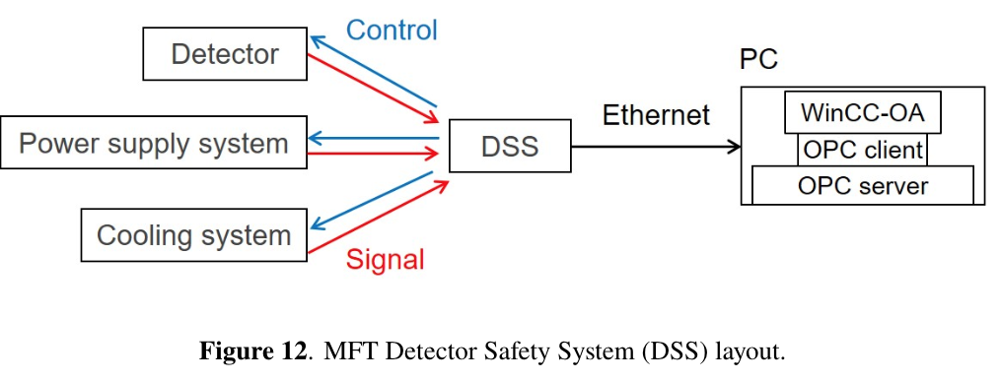 Control
Detector
PC
Ethernet
WinCC-OA
Power supply system
DSS
OPC client
OPC server
Cooling system
Signal
Figure 12. MFT Detector Safety System (DSS) layout.